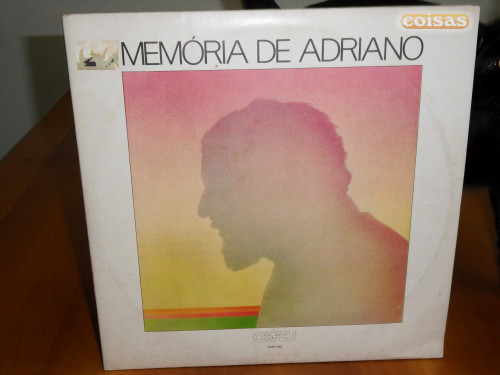 coisas
MEMÓRIA DE ADRIANO
ORFEU